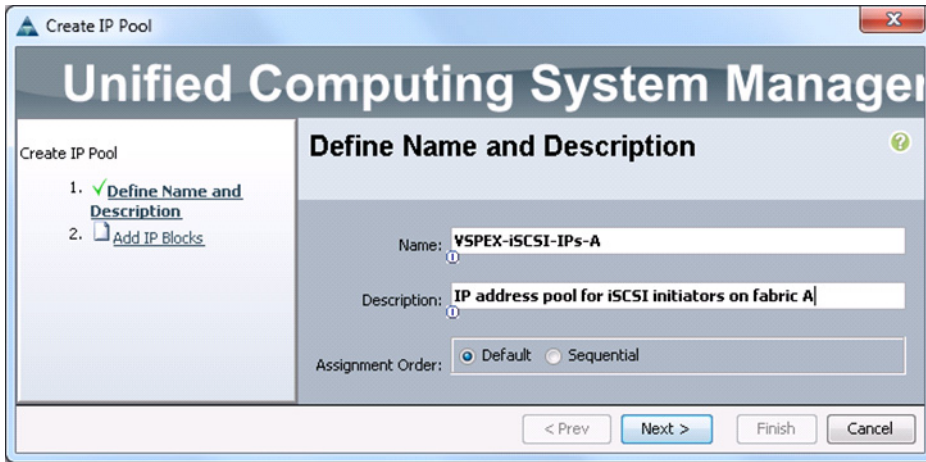 Create IP Pool
Unified Computing System Manager
Create IP Pool
1. Define Name and
Description
2. Add IP Blocks
Define Name and Description
Name: VSPEX-iSCSI-IPs-A
Description: IP address pool for iSCSI initiators on fabric A
Assignment Order: Default Sequential
< Prev Next > Finish Cancel